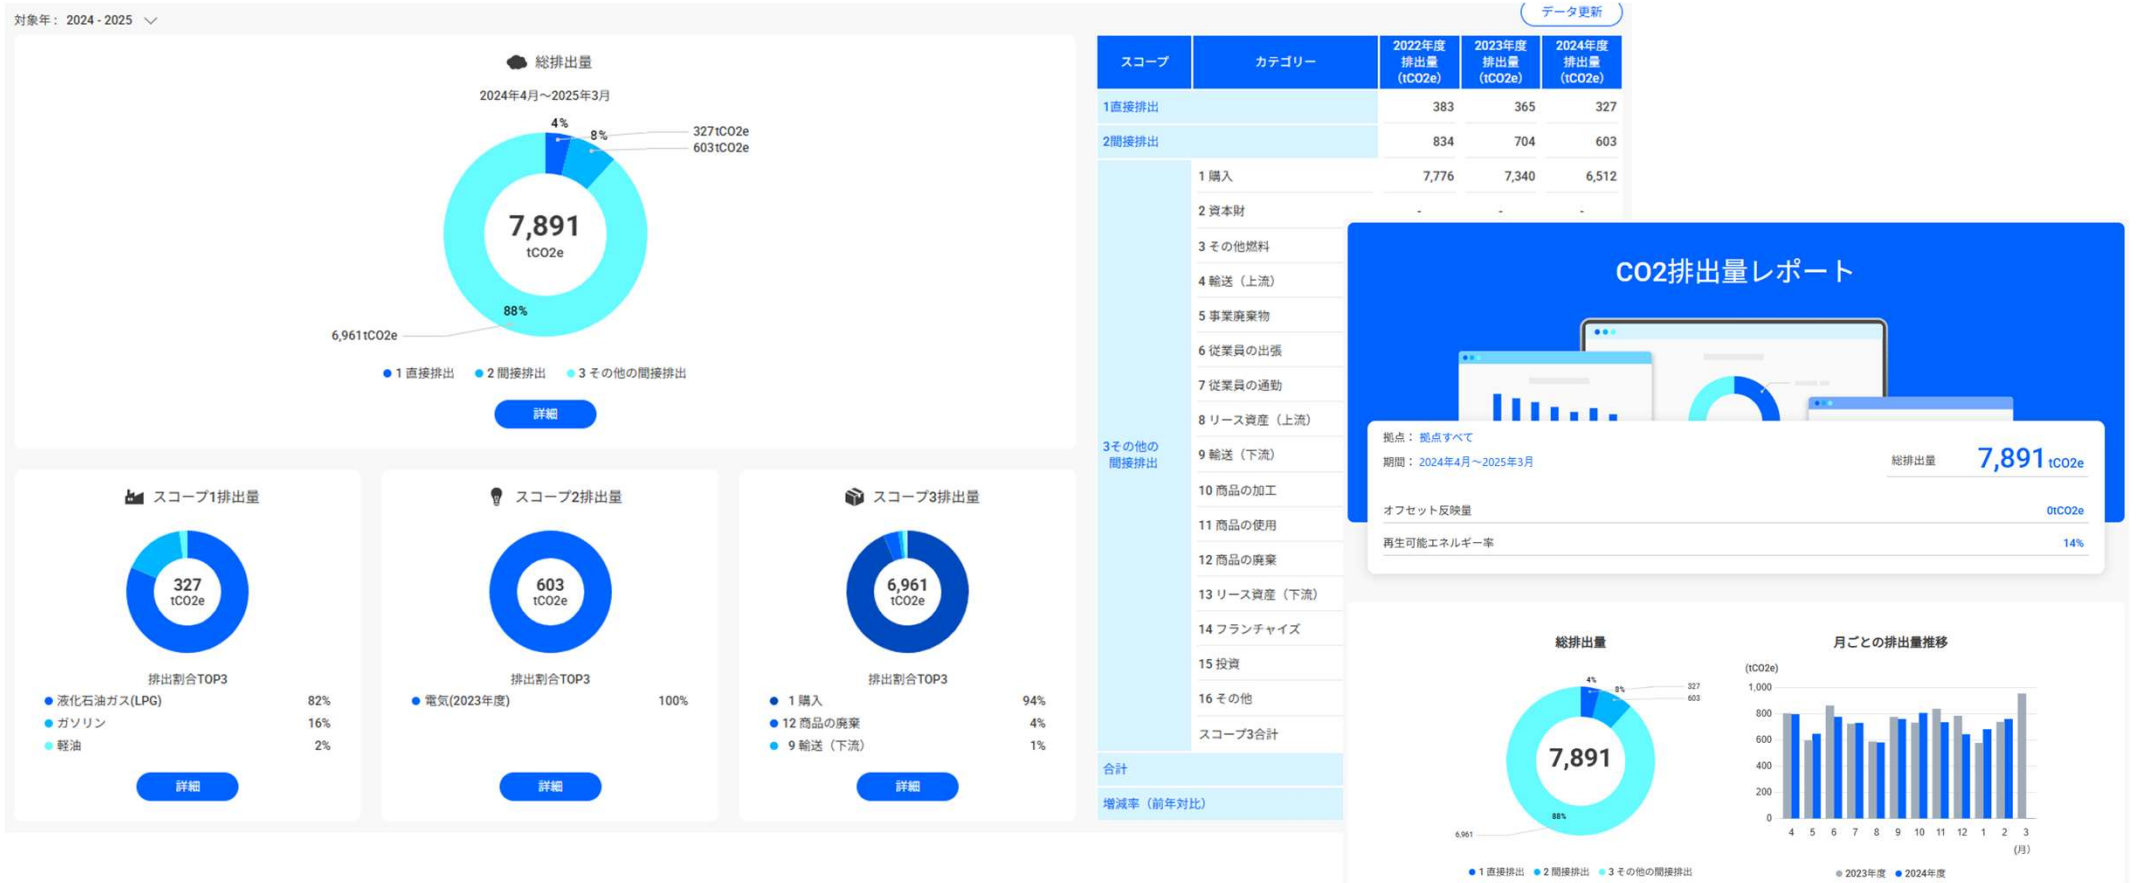 対象年： 2024 - 2025
データ更新
総排出量
2024年4月～2025年3月
4%
8%
327tCO2e
603tCO2e
7,891
tCO2e
88%
6,961tCO2e
1 直接排出 2 間接排出 3 その他の間接排出
詳細
スコープ1排出量
327
tCO2e
排出割合TOP3
液化石油ガス(LPG) 82%
ガソリン 16%
軽油 2%
詳細
スコープ2排出量
603
tCO2e
排出割合TOP3
電気(2023年度) 100%
詳細
スコープ3排出量
6,961
tCO2e
排出割合TOP3
1 購入 94%
12 商品の廃棄 4%
9 輸送（下流） 1%
詳細
スコープ カテゴリー 2022年度 排出量 (tCO2e) 2023年度 排出量 (tCO2e) 2024年度 排出量 (tCO2e)
1直接排出 383 365 327
2間接排出 834 704 603
3その他の
間接排出
1 購入 7,776 7,340 6,512
2 資本財 - - -
3 その他燃料
4 輸送（上流）
5 事業廃棄物
6 従業員の出張
7 従業員の通勤
8 リース資産（上流）
9 輸送（下流）
10 商品の加工
11 商品の使用
12 商品の廃棄
13 リース資産（下流）
14 フランチャイズ
15 投資
16 その他
スコープ3合計
合計
増減率（前年対比）
CO2排出量レポート
拠点： 拠点すべて
期間： 2024年4月～2025年3月
総排出量 7,891 tCO2e
オフセット反映量 0tCO2e
再生可能エネルギー率 14%
総排出量
4%
8%
327
603
7,891
88%
6,961
1 直接排出 2 間接排出 3 その他の間接排出
月ごとの排出量推移
(tCO2e)
1,000
800
600
400
200
0
4 5 6 7 8 9 10 11 12 1 2 3
(月)
2023年度 2024年度